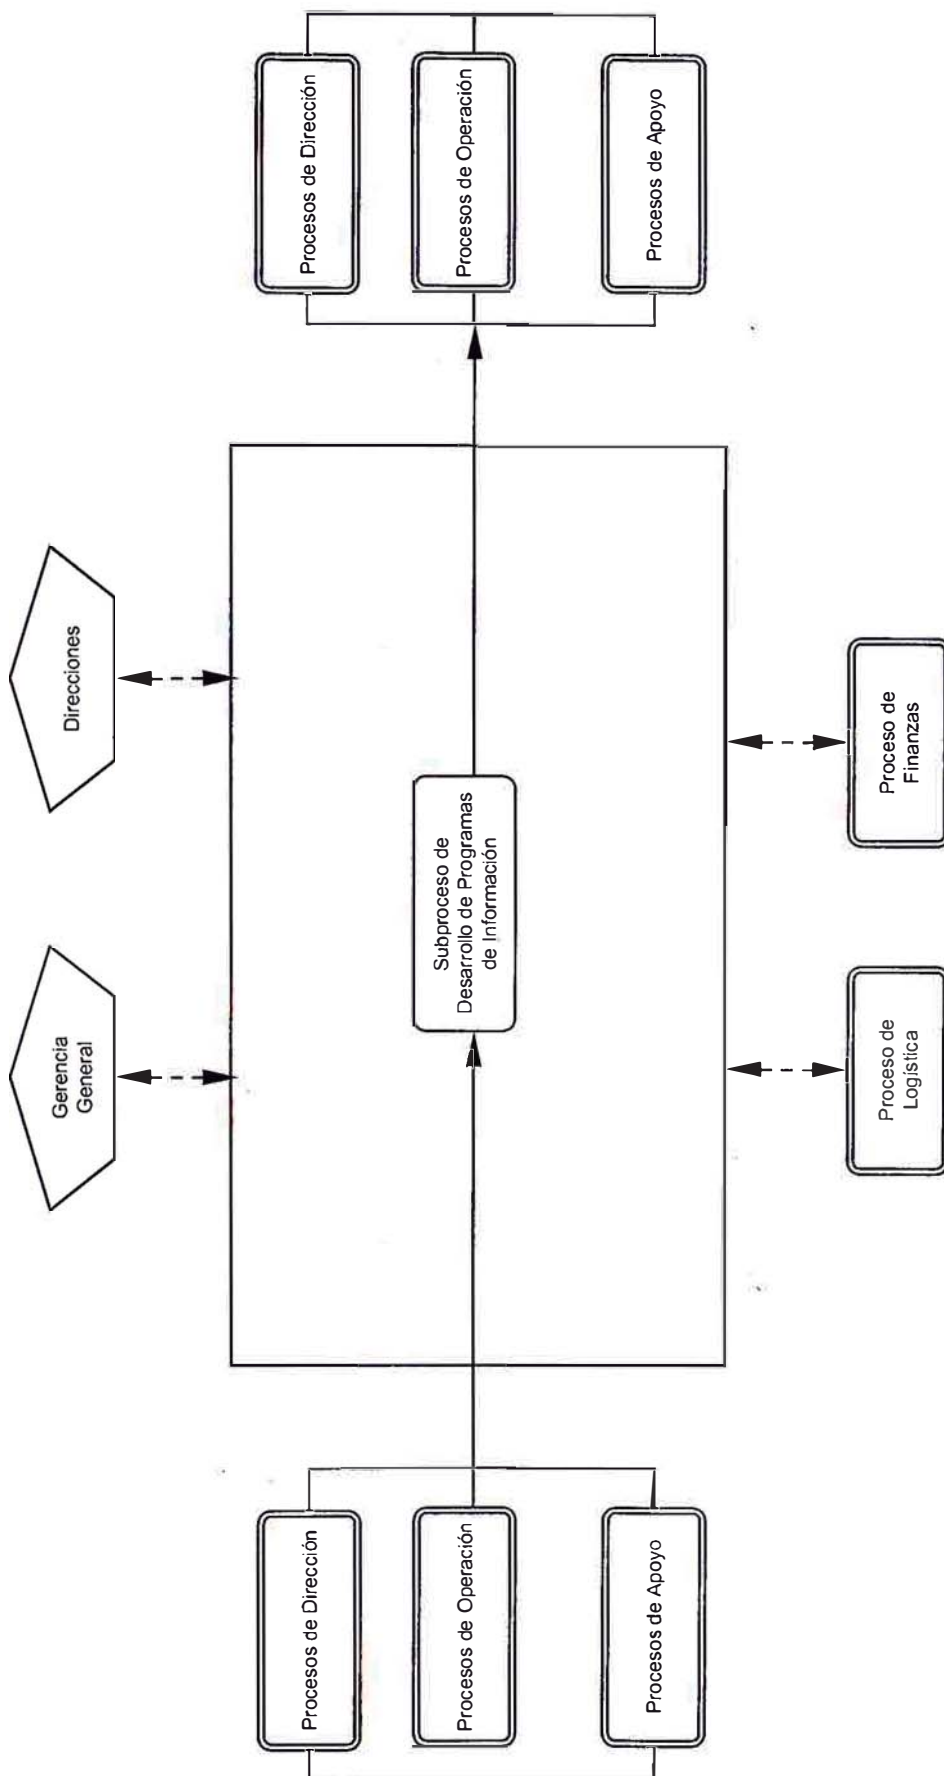 Gerencia
General
Direcciones
Procesos de Dirección
Procesos de Operación
Procesos de Apoyo
Subproceso de
Desarrollo de Programas
de Información
Procesos de Dirección
Procesos de Operación
Procesos de Apoyo
Proceso de
Logística
Proceso de
Finanzas